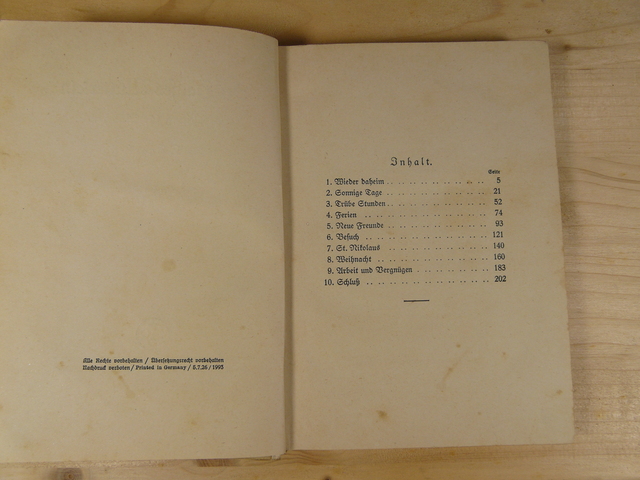 Alle Rechte vorbehalten / Übersetzungsrecht vorbehalten
Nachdruck verboten / Printed in Germany / 5.7.26 / 1995
Inhalt.
Seite
1. Wieder daheim . . . . . . . . . . 5
2. Sonnige Tage . . . . . . . . . . 21
3. Trübe Stunden . . . . . . . . . . 52
4. Ferien . . . . . . . . . . . . 74
5. Neue Freunde . . . . . . . . . . 93
6. Besuch . . . . . . . . . . . . 121
7. St. Nikolaus . . . . . . . . . . 140
8. Weihnacht . . . . . . . . . . . 160
9. Arbeit und Vergnügen . . . . . . . 183
10. Schluß . . . . . . . . . . . . 202